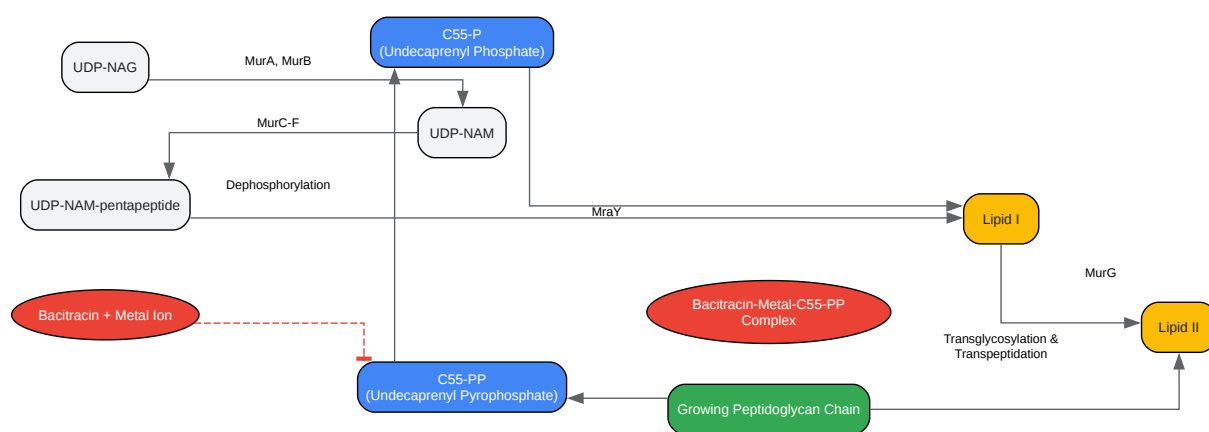 C55-P
(Undecaprenyl Phosphate)
UDP-NAG
MurA, MurB
MurC-F
UDP-NAM
UDP-NAM-pentapeptide
Dephosphorylation
MraY
Lipid I
MurG
Bacitracin + Metal Ion
Bacitracin-Metal-C55-PP
Complex
Lipid II
Transglycosylation &
Transpeptidation
C55-PP
(Undecaprenyl Pyrophosphate)
Growing Peptidoglycan Chain